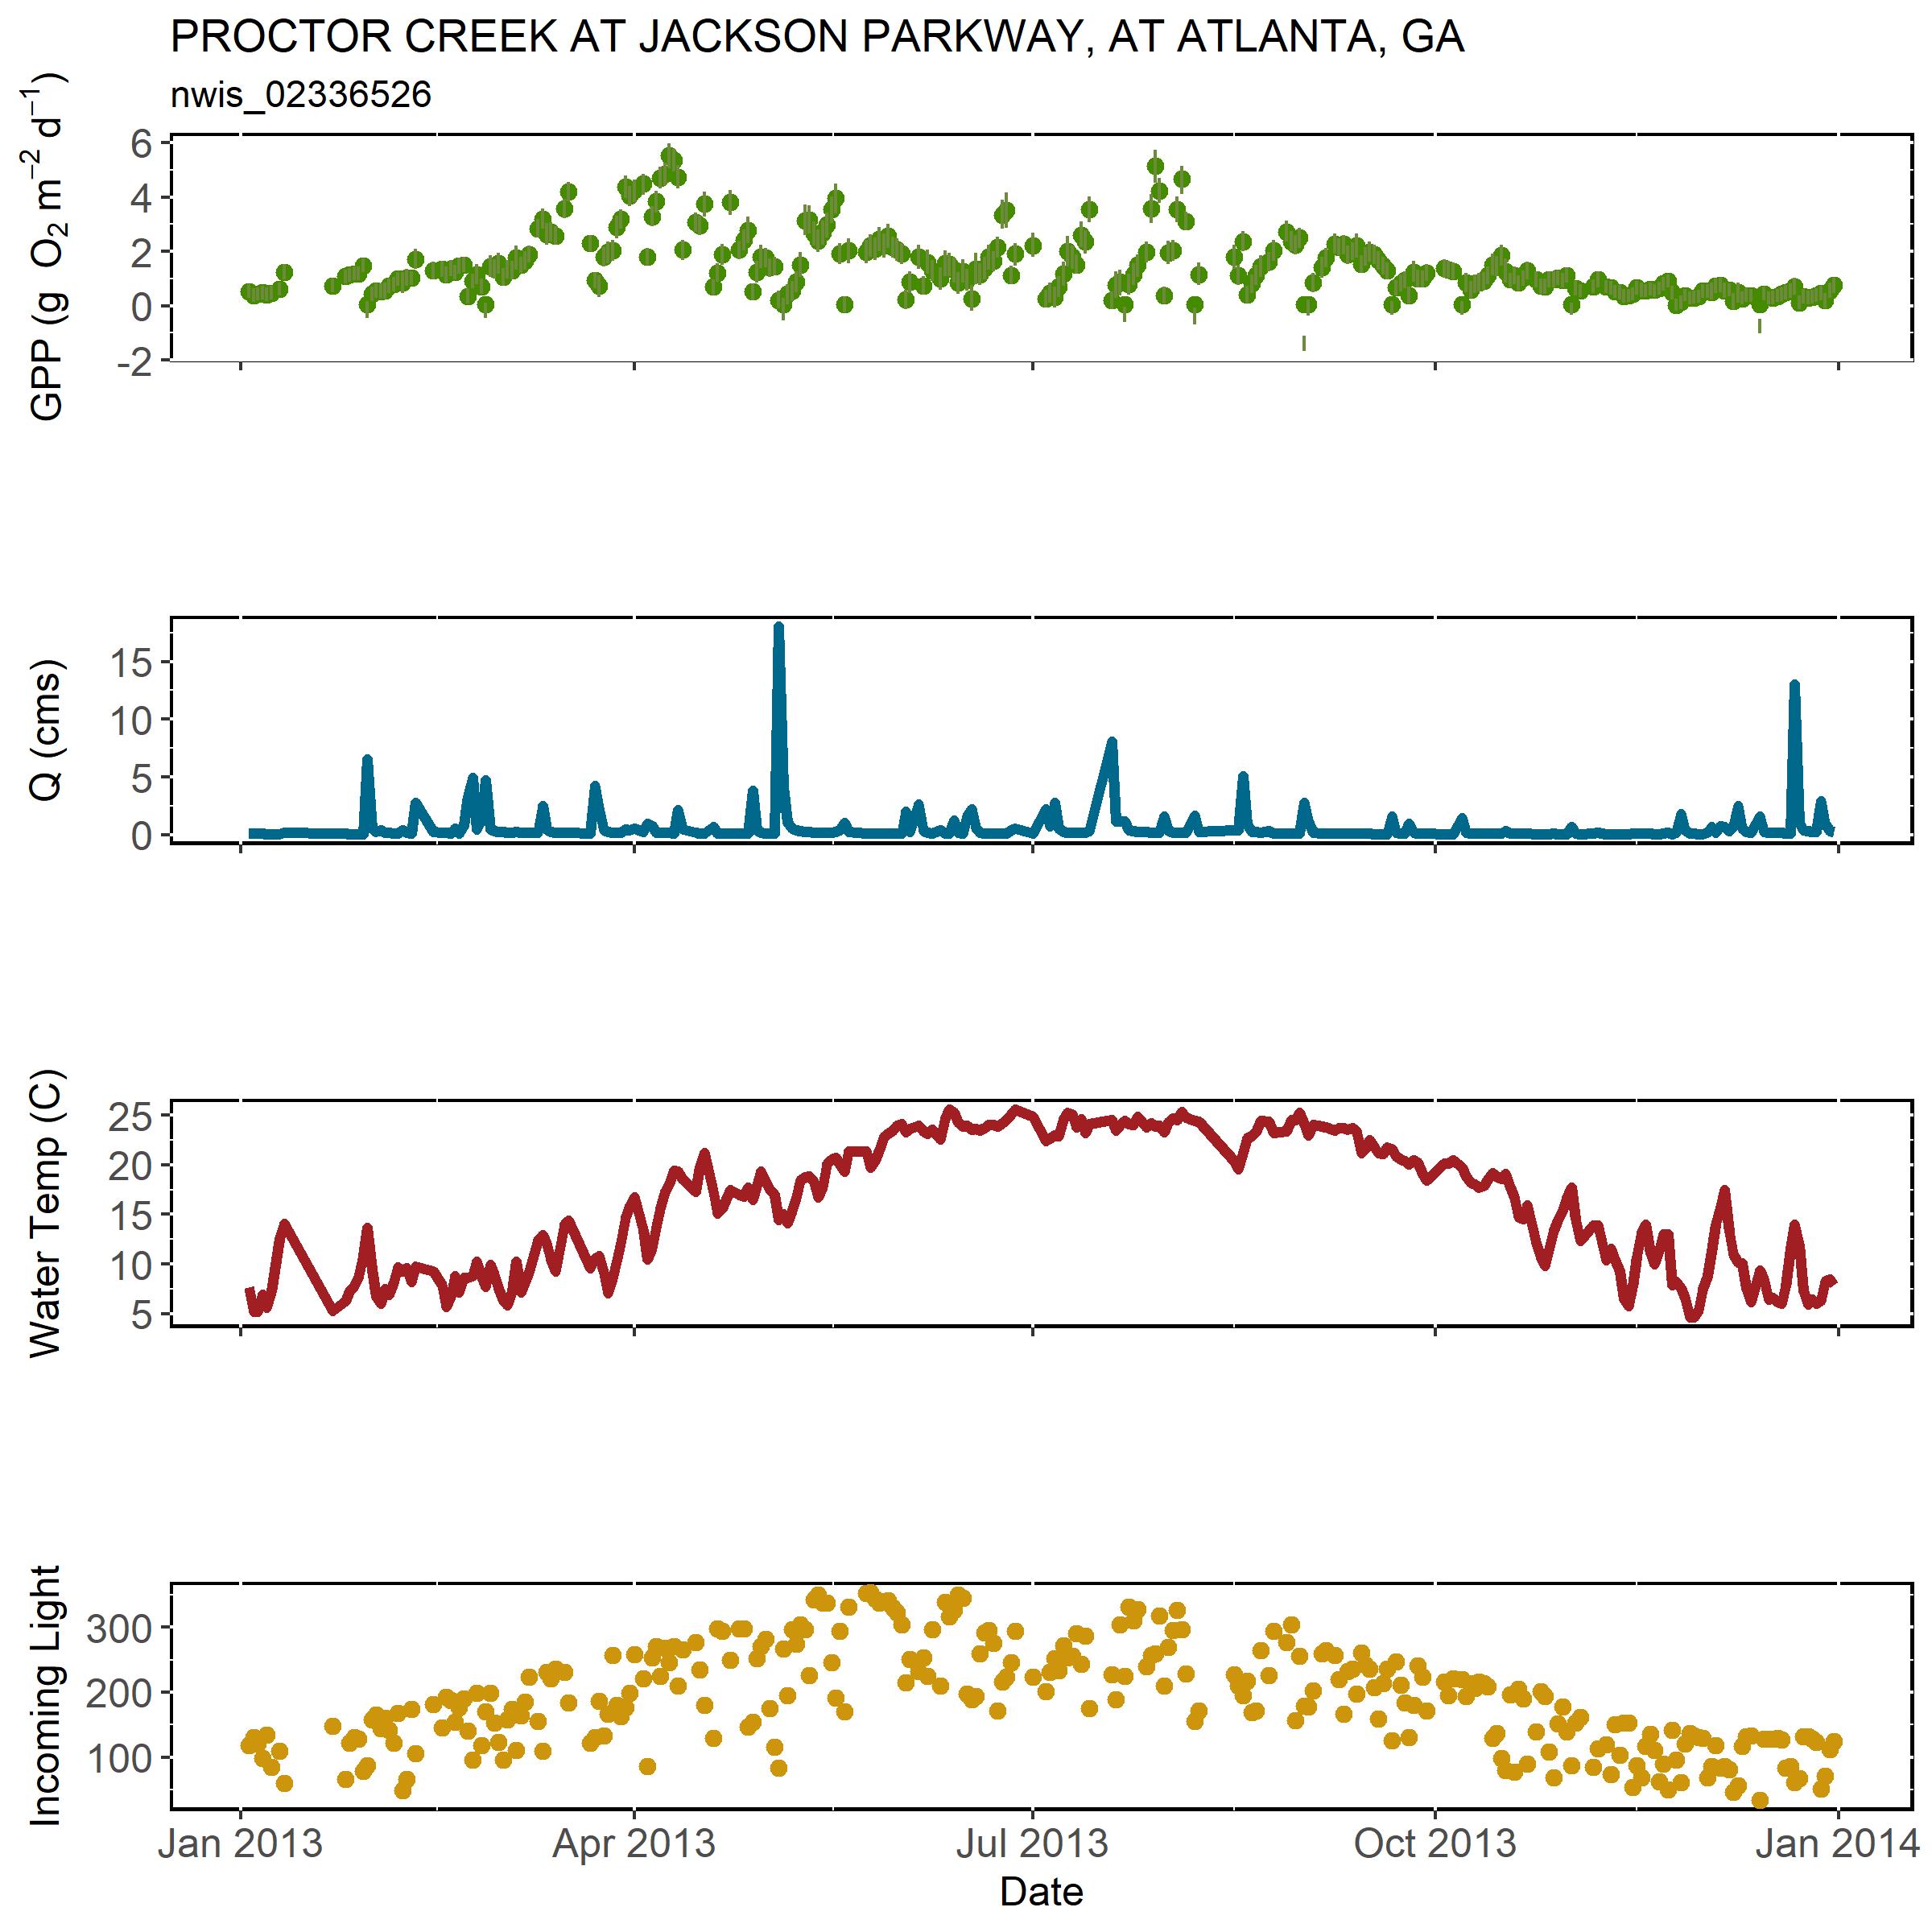 PROCTOR CREEK AT JACKSON PARKWAY, AT ATLANTA, GA
nwis_02336526
GPP (g O₂ m⁻² d⁻¹)
6
4
2
0
-2
Q (cms)
15
10
5
0
Water Temp (C)
25
20
15
10
5
Incoming Light
300
200
100
Jan 2013 Apr 2013 Jul 2013 Oct 2013 Jan 2014
Date